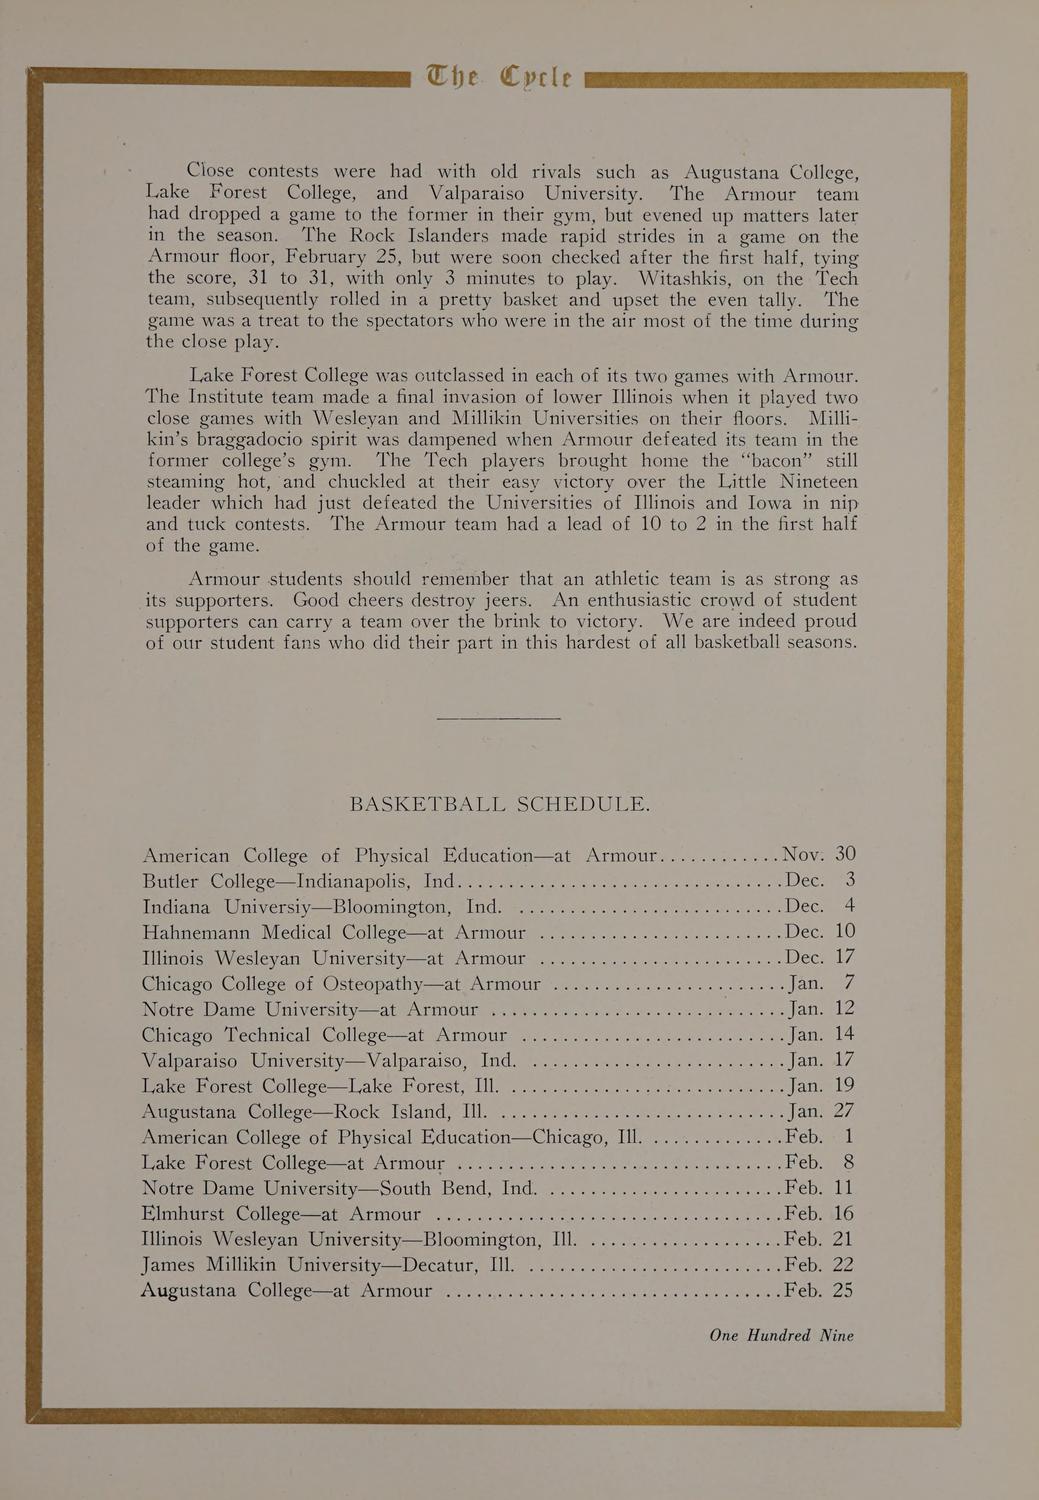 The Cycle
Close contests were had with old rivals such as Augustana College,
Lake Forest College, and Valparaiso University. The Armour team
had dropped a game to the former in their gym, but evened up matters later
in the season. The Rock Islanders made rapid strides in a game on the
Armour floor, February 25, but were soon checked after the first half, tying
the score, 31 to 31, with only 3 minutes to play. Witashkis, on the Tech
team, subsequently rolled in a pretty basket and upset the even tally. The
game was a treat to the spectators who were in the air most of the time during
the close play.
Lake Forest College was outclassed in each of its two games with Armour.
The Institute team made a final invasion of lower Illinois when it played two
close games with Wesleyan and Millikin Universities on their floors. Milli-
kin's braggadocio spirit was dampened when Armour defeated its team in the
former college's gym. The Tech players brought home the "bacon" still
steaming hot, and chuckled at their easy victory over the Little Nineteen
leader which had just defeated the Universities of Illinois and Iowa in nip
and tuck contests. The Armour team had a lead of 10 to 2 in the first half
of the game.
Armour students should remember that an athletic team is as strong as
its supporters. Good cheers destroy jeers. An enthusiastic crowd of student
supporters can carry a team over the brink to victory. We are indeed proud
of our student fans who did their part in this hardest of all basketball seasons.
BASKETBALL SCHEDULE.
American College of Physical Education—at Armour............Nov. 30
Butler College—Indianapolis, Ind.................................Dec. 3
Indiana Universiy—Bloomington, Ind. ...........................Dec. 4
Hahnemann Medical College—at Armour .........................Dec. 10
Illinois Wesleyan University—at Armour .........................Dec. 17
Chicago College of Osteopathy—at Armour .......................Jan. 7
Notre Dame University—at Armour .............................Jan. 12
Chicago Technical College—at Armour ..........................Jan. 14
Valparaiso University—Valparaiso, Ind. .........................Jan. 17
Lake Forest College—Lake Forest, Ill. ...........................Jan. 19
Augustana College—Rock Island, Ill. ............................Jan. 27
American College of Physical Education—Chicago, Ill. .............Feb. 1
Lake Forest College—at Armour ................................Feb. 8
Notre Dame University—South Bend, Ind. .......................Feb. 11
Elmhurst College—at Armour ..................................Feb. 16
Illinois Wesleyan University—Bloomington, Ill. ...................Feb. 21
James Millikin University—Decatur, Ill. .........................Feb. 22
Augustana College—at Armour .................................Feb. 25
One Hundred Nine